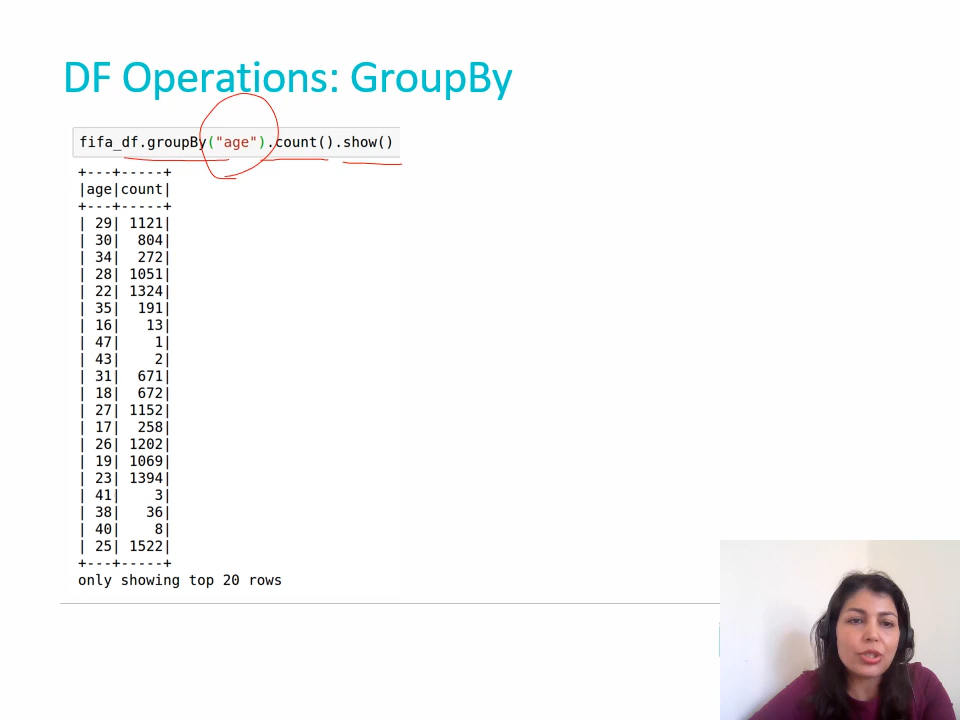 DF Operations: GroupBy
fifa_df.groupBy("age").count().show()
+---+-----+
|age|count|
+---+-----+
| 29| 1121|
| 30|  804|
| 34|  272|
| 28| 1051|
| 22| 1324|
| 35|  191|
| 16|   13|
| 47|    1|
| 43|    2|
| 31|  671|
| 18|  672|
| 27| 1152|
| 17|  258|
| 26| 1202|
| 19| 1069|
| 23| 1394|
| 41|    3|
| 38|   36|
| 40|    8|
| 25| 1522|
+---+-----+
only showing top 20 rows